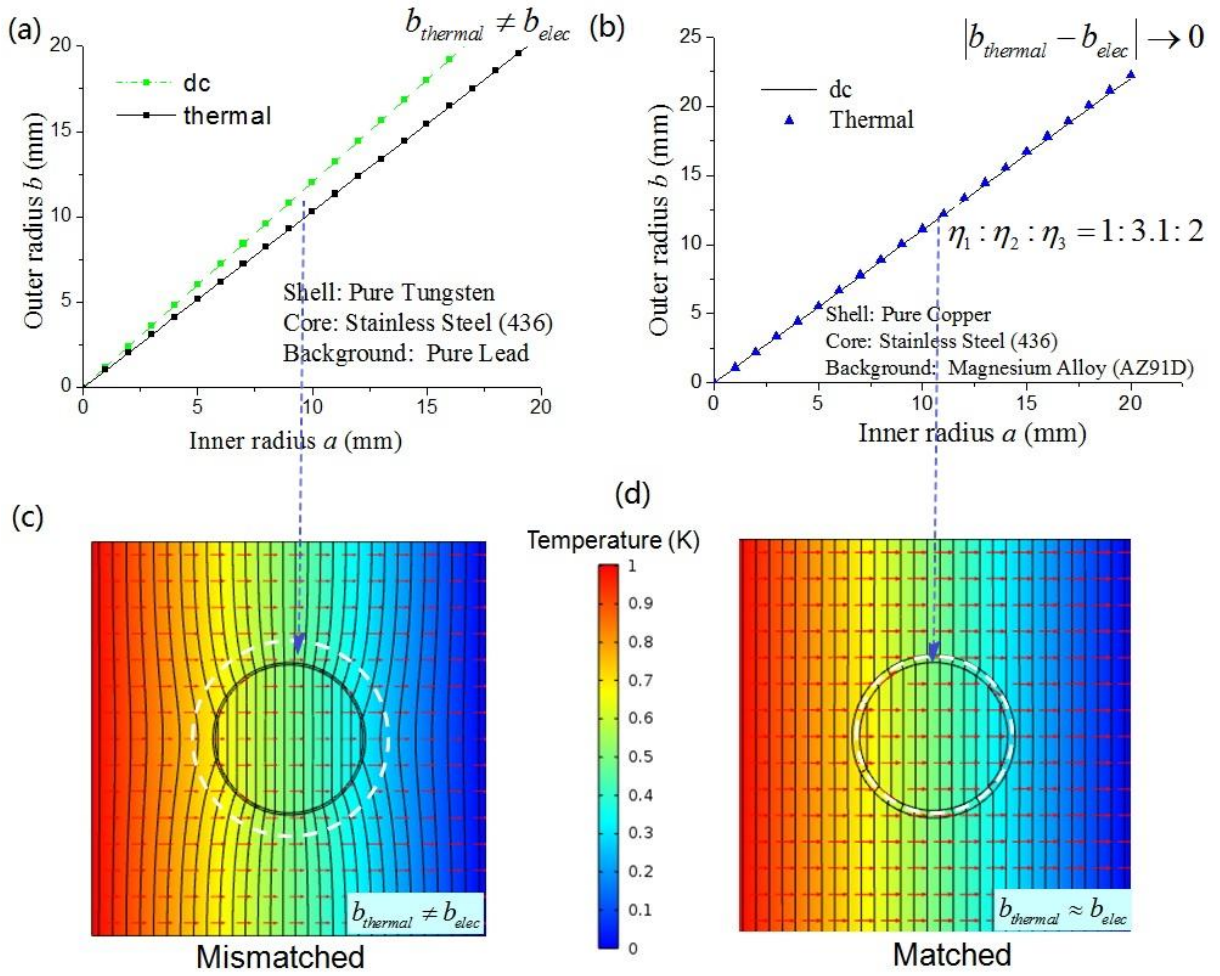 (a)
b_thermal ≠ b_elec
20
15
10
5
0
dc
thermal
Outer radius b (mm)
Shell: Pure Tungsten
Core: Stainless Steel (436)
Background: Pure Lead
0 5 10 15 20
Inner radius a (mm)
(b)
|b_thermal − b_elec| → 0
25
20
15
10
5
0
dc
Thermal
Outer radius b (mm)
η₁ : η₂ : η₃ = 1 : 3.1 : 2
Shell: Pure Copper
Core: Stainless Steel (436)
Background: Magnesium Alloy (AZ91D)
0 5 10 15 20
Inner radius a (mm)
(c)
b_thermal ≠ b_elec
Mismatched
Temperature (K)
1
0.9
0.8
0.7
0.6
0.5
0.4
0.3
0.2
0.1
0
(d)
b_thermal ≈ b_elec
Matched